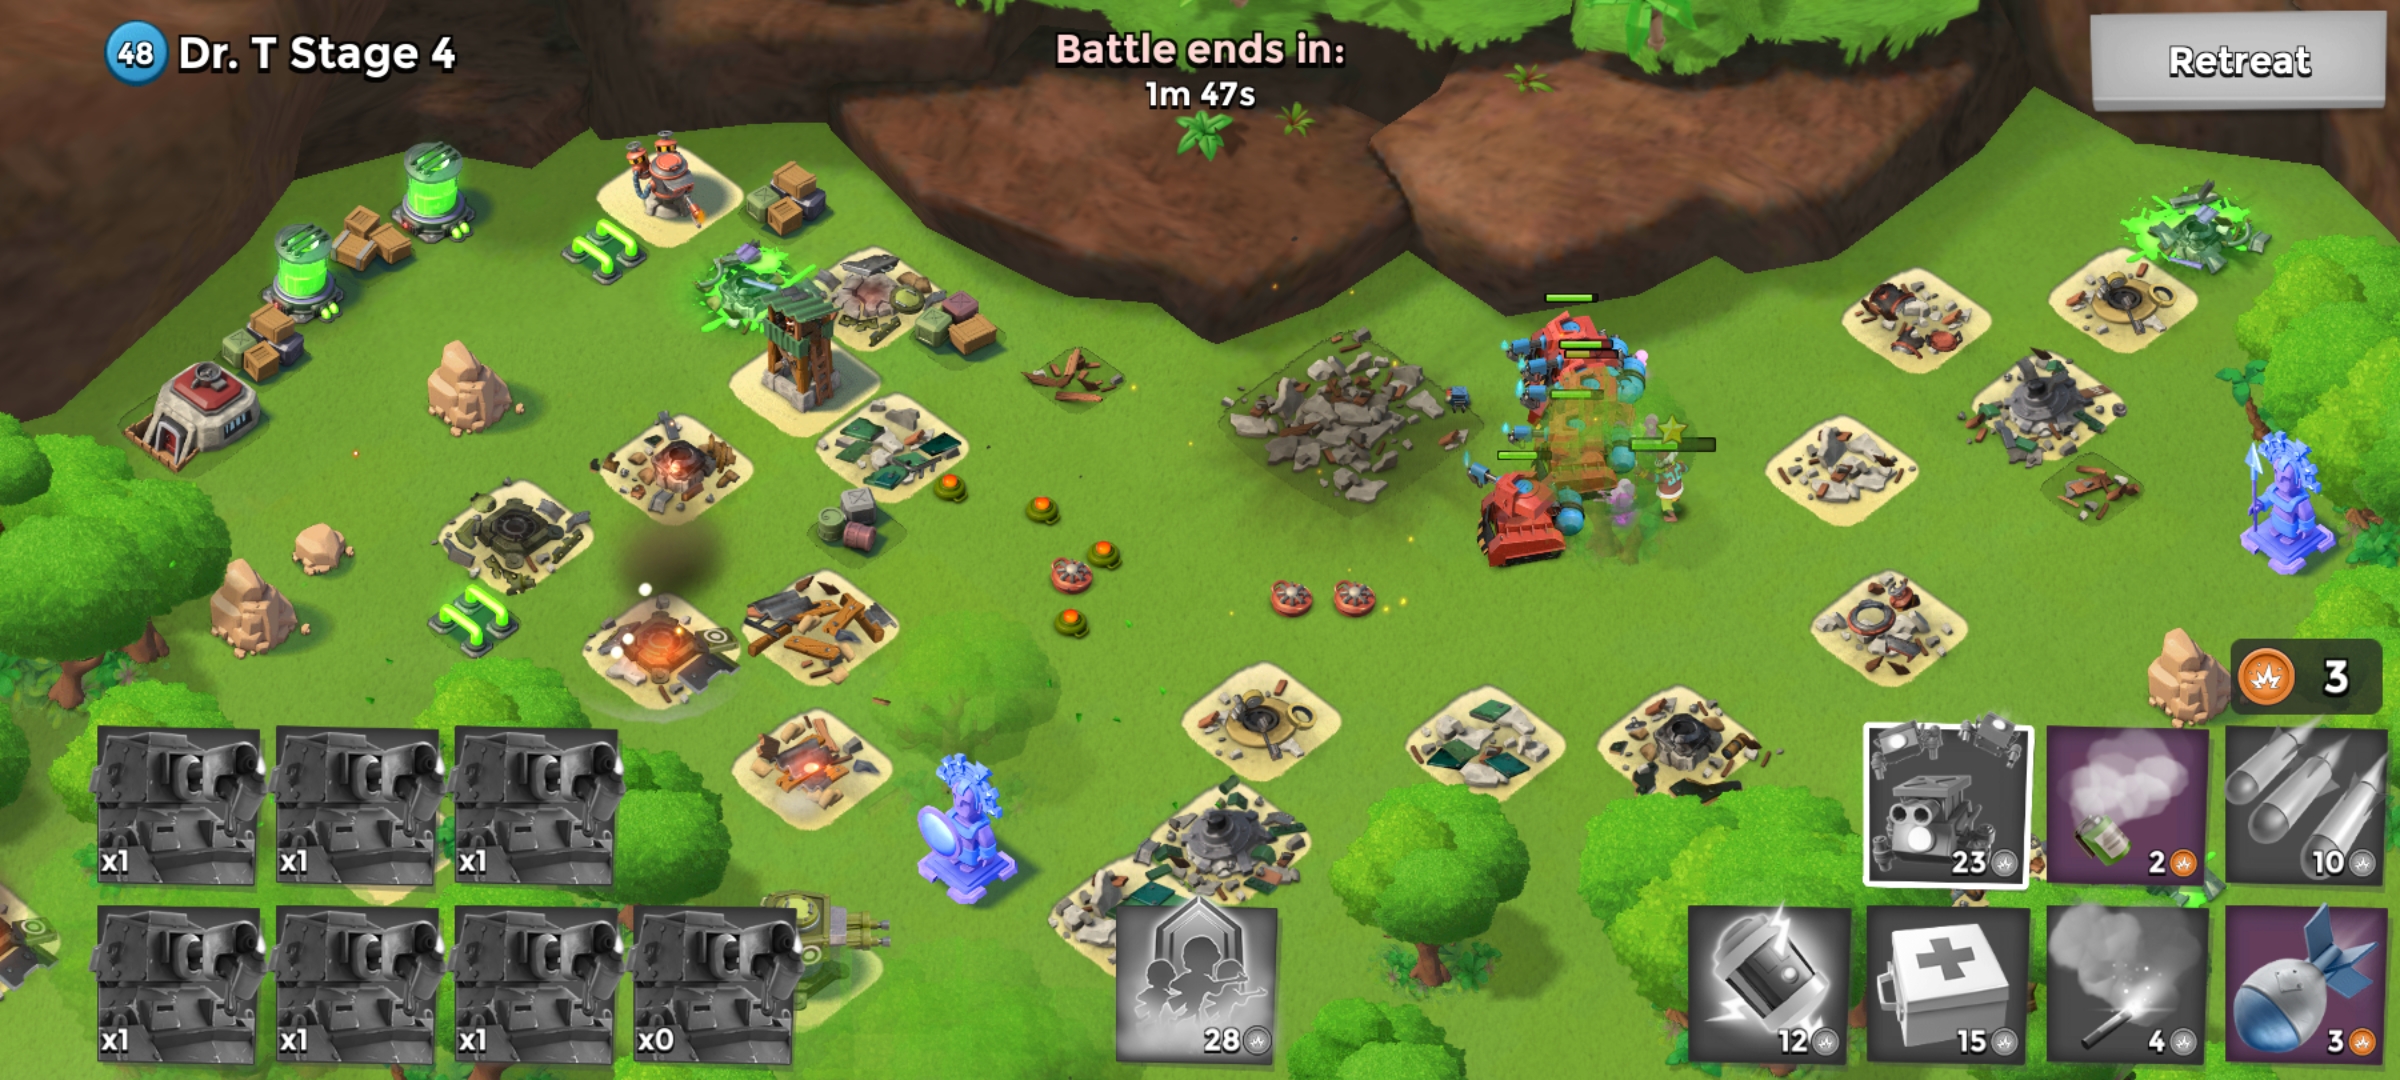 48 Dr. T Stage 4
Battle ends in:
1m 47s
Retreat
3
x1
x1
x1
23
2
10
x1
x1
x1
x0
28
12
15
4
3